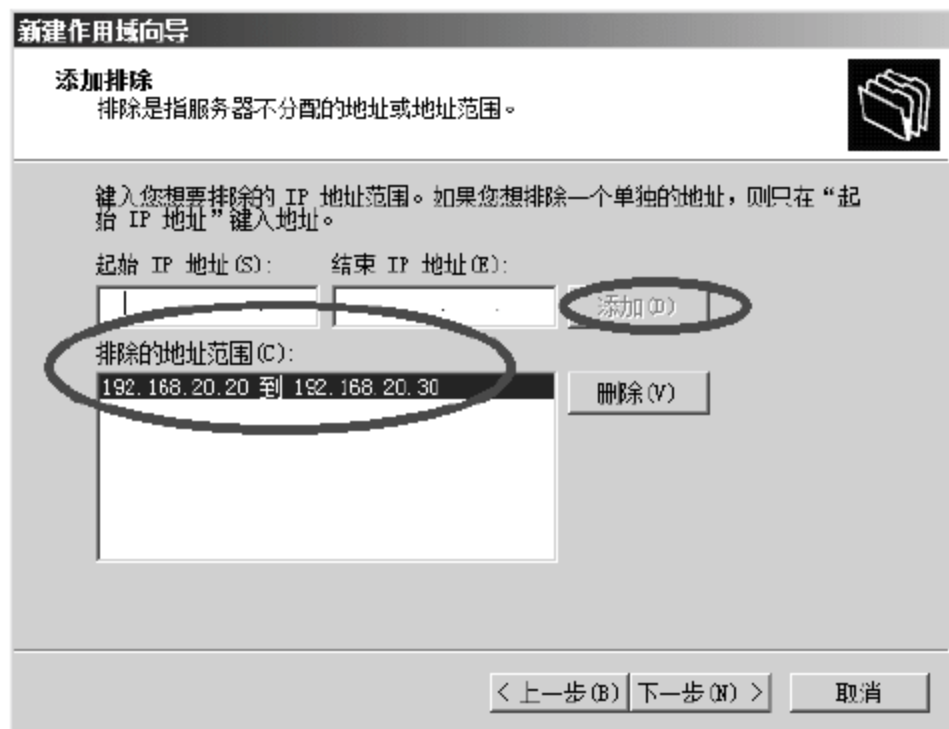 新建作用域向导
添加排除
排除是指服务器不分配的地址或地址范围。
键入您想要排除的 IP 地址范围。如果您想排除一个单独的地址，则只在“起
始 IP 地址”键入地址。
起始 IP 地址(S): 结束 IP 地址(E):
添加(D)
排除的地址范围(C):
192.168.20.20 到 192.168.20.30
删除(V)
< 上一步(B) 下一步(N) > 取消